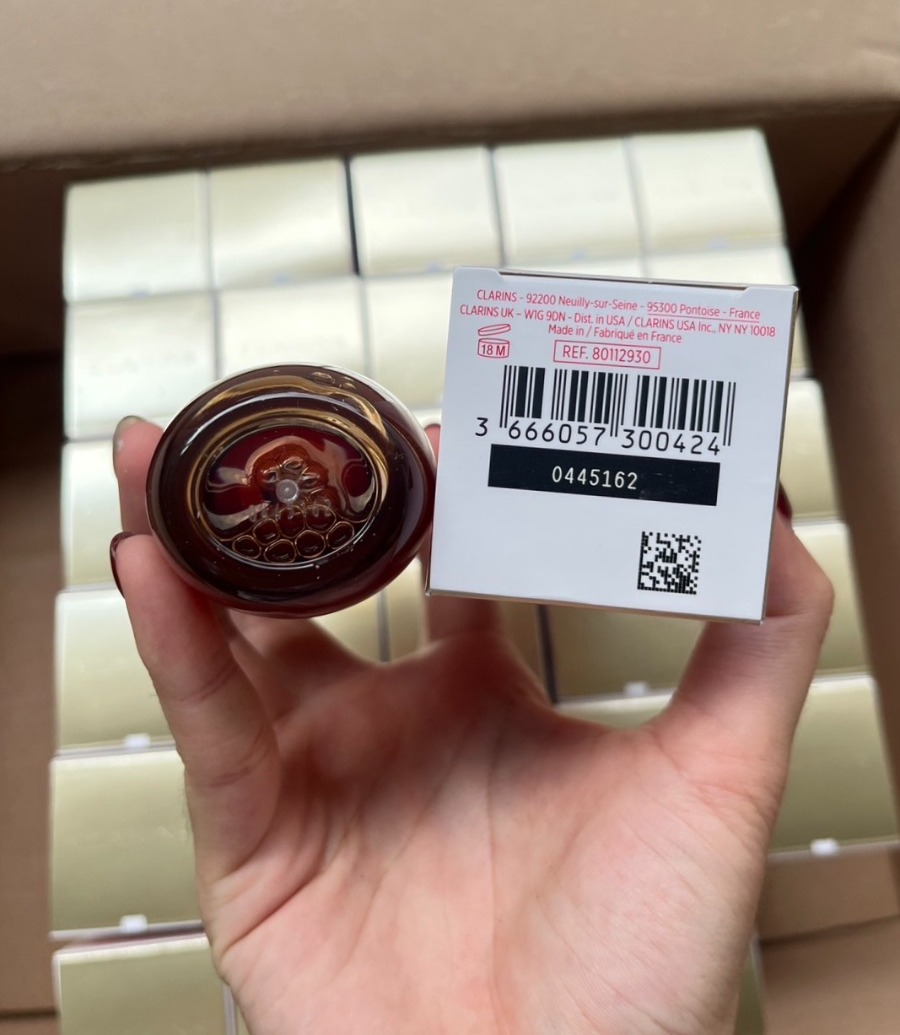 CLARINS - 92200 Neuilly-sur-Seine - 95300 Pontoise - France
CLARINS UK - W1G 9DN - Dist. in USA / CLARINS USA Inc., NY NY 10018
Made in / Fabriqué en France
18 M
REF. 80112930
3 666057 300424
0445162